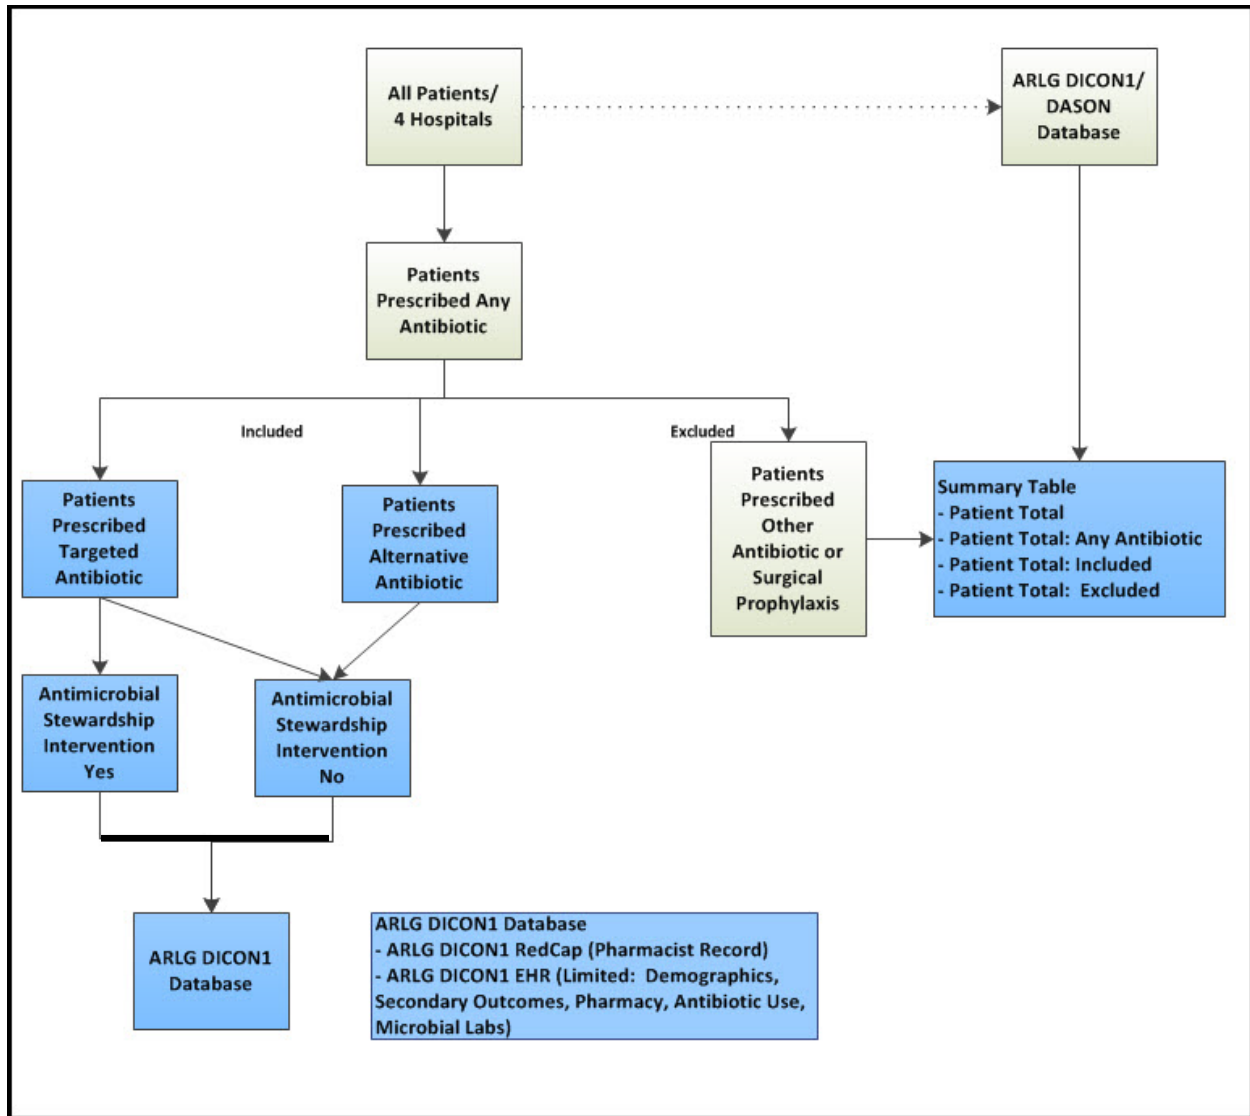 All Patients/
4 Hospitals
ARLG DICON1/
DASON
Database
Patients
Prescribed Any
Antibiotic
Included
Excluded
Patients
Prescribed
Targeted
Antibiotic
Patients
Prescribed
Alternative
Antibiotic
Patients
Prescribed
Other
Antibiotic or
Surgical
Prophylaxis
Summary Table
- Patient Total
- Patient Total: Any Antibiotic
- Patient Total: Included
- Patient Total:  Excluded
Antimicrobial
Stewardship
Intervention
Yes
Antimicrobial
Stewardship
Intervention
No
ARLG DICON1
Database
ARLG DICON1 Database
- ARLG DICON1 RedCap (Pharmacist Record)
- ARLG DICON1 EHR (Limited:  Demographics,
Secondary Outcomes, Pharmacy, Antibiotic Use,
Microbial Labs)